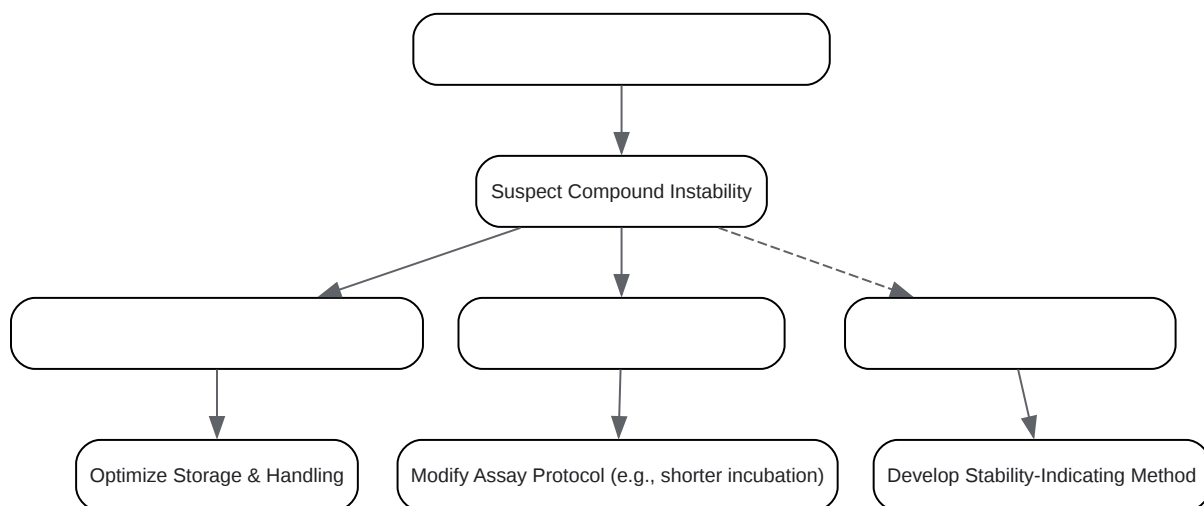 Suspect Compound Instability
Optimize Storage & Handling
Modify Assay Protocol (e.g., shorter incubation)
Develop Stability-Indicating Method